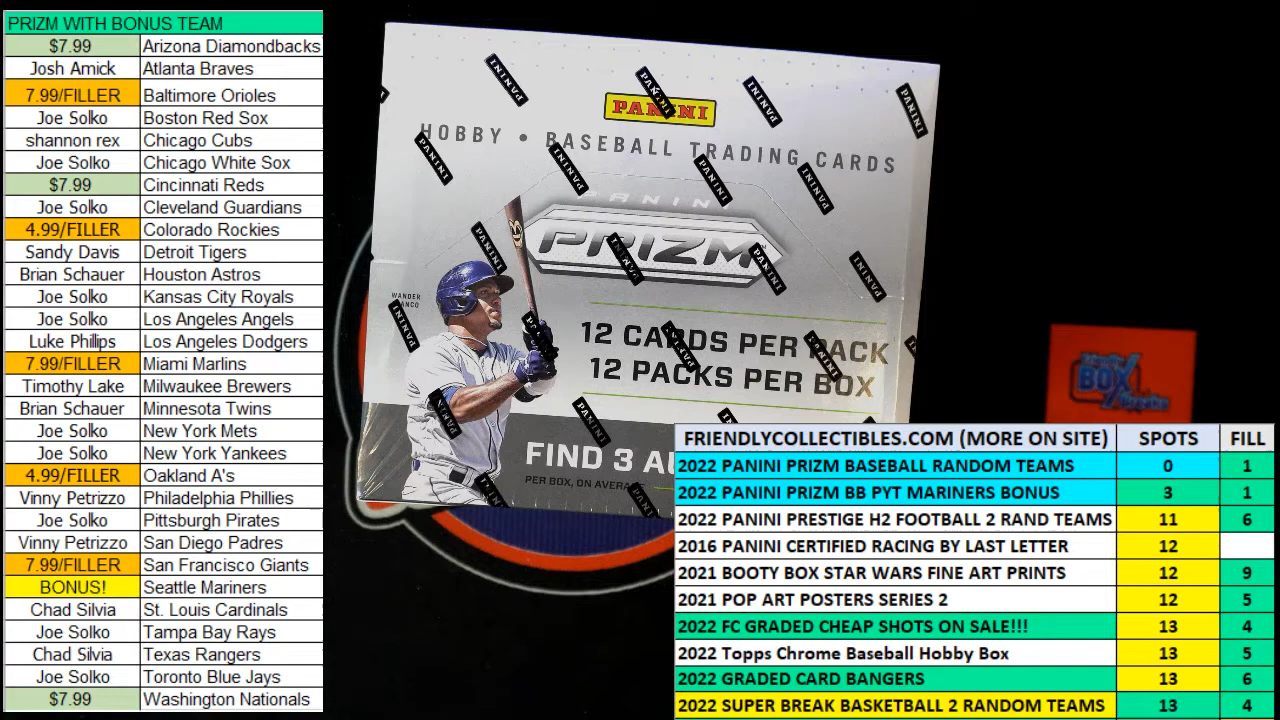 PRIZM WITH BONUS TEAM
$7.99 Arizona Diamondbacks
Josh Amick Atlanta Braves
7.99/FILLER Baltimore Orioles
Joe Solko Boston Red Sox
shannon rex Chicago Cubs
Joe Solko Chicago White Sox
$7.99 Cincinnati Reds
Joe Solko Cleveland Guardians
4.99/FILLER Colorado Rockies
Sandy Davis Detroit Tigers
Brian Schauer Houston Astros
Joe Solko Kansas City Royals
Joe Solko Los Angeles Angels
Luke Philips Los Angeles Dodgers
7.99/FILLER Miami Marlins
Timothy Lake Milwaukee Brewers
Brian Schauer Minnesota Twins
Joe Solko New York Mets
Joe Solko New York Yankees
4.99/FILLER Oakland A's
Vinny Petrizzo Philadelphia Phillies
Joe Solko Pittsburgh Pirates
Vinny Petrizzo San Diego Padres
7.99/FILLER San Francisco Giants
BONUS! Seattle Mariners
Chad Silvia St. Louis Cardinals
Joe Solko Tampa Bay Rays
Chad Silvia Texas Rangers
Joe Solko Toronto Blue Jays
$7.99 Washington Nationals
PANINI
HOBBY • BASEBALL TRADING CARDS
PANINI
PRIZM
WANDER
12 CARDS PER PACK
12 PACKS PER BOX
FIND 3
PER BOX, ON
BOX
FRIENDLYCOLLECTIBLES.COM (MORE ON SITE) SPOTS FILL
2022 PANINI PRIZM BASEBALL RANDOM TEAMS 0 1
2022 PANINI PRIZM BB PYT MARINERS BONUS 3 1
2022 PANINI PRESTIGE H2 FOOTBALL 2 RAND TEAMS 11 6
2016 PANINI CERTIFIED RACING BY LAST LETTER 12
2021 BOOTY BOX STAR WARS FINE ART PRINTS 12 9
2021 POP ART POSTERS SERIES 2 12 5
2022 FC GRADED CHEAP SHOTS ON SALE!!! 13 4
2022 Topps Chrome Baseball Hobby Box 13 5
2022 GRADED CARD BANGERS 13 6
2022 SUPER BREAK BASKETBALL 2 RANDOM TEAMS 13 4